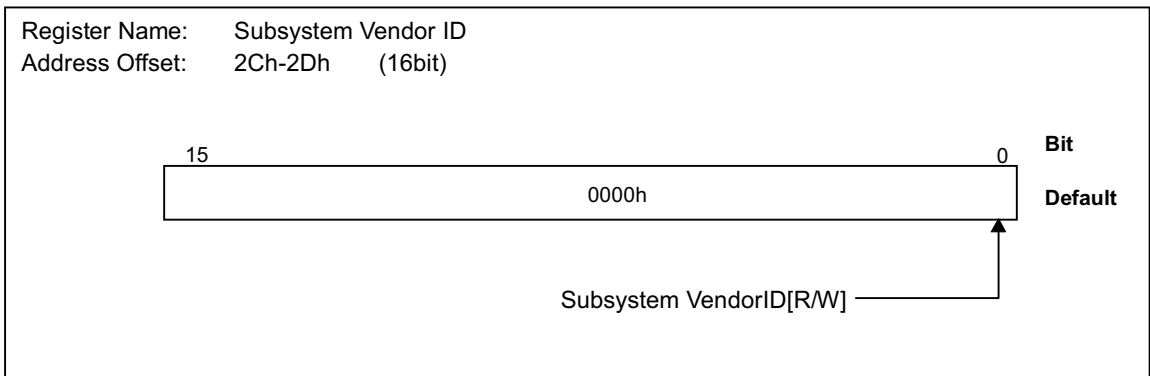 Register Name: Subsystem Vendor ID
Address Offset: 2Ch-2Dh (16bit)
15 0 Bit
0000h Default
Subsystem VendorID[R/W]